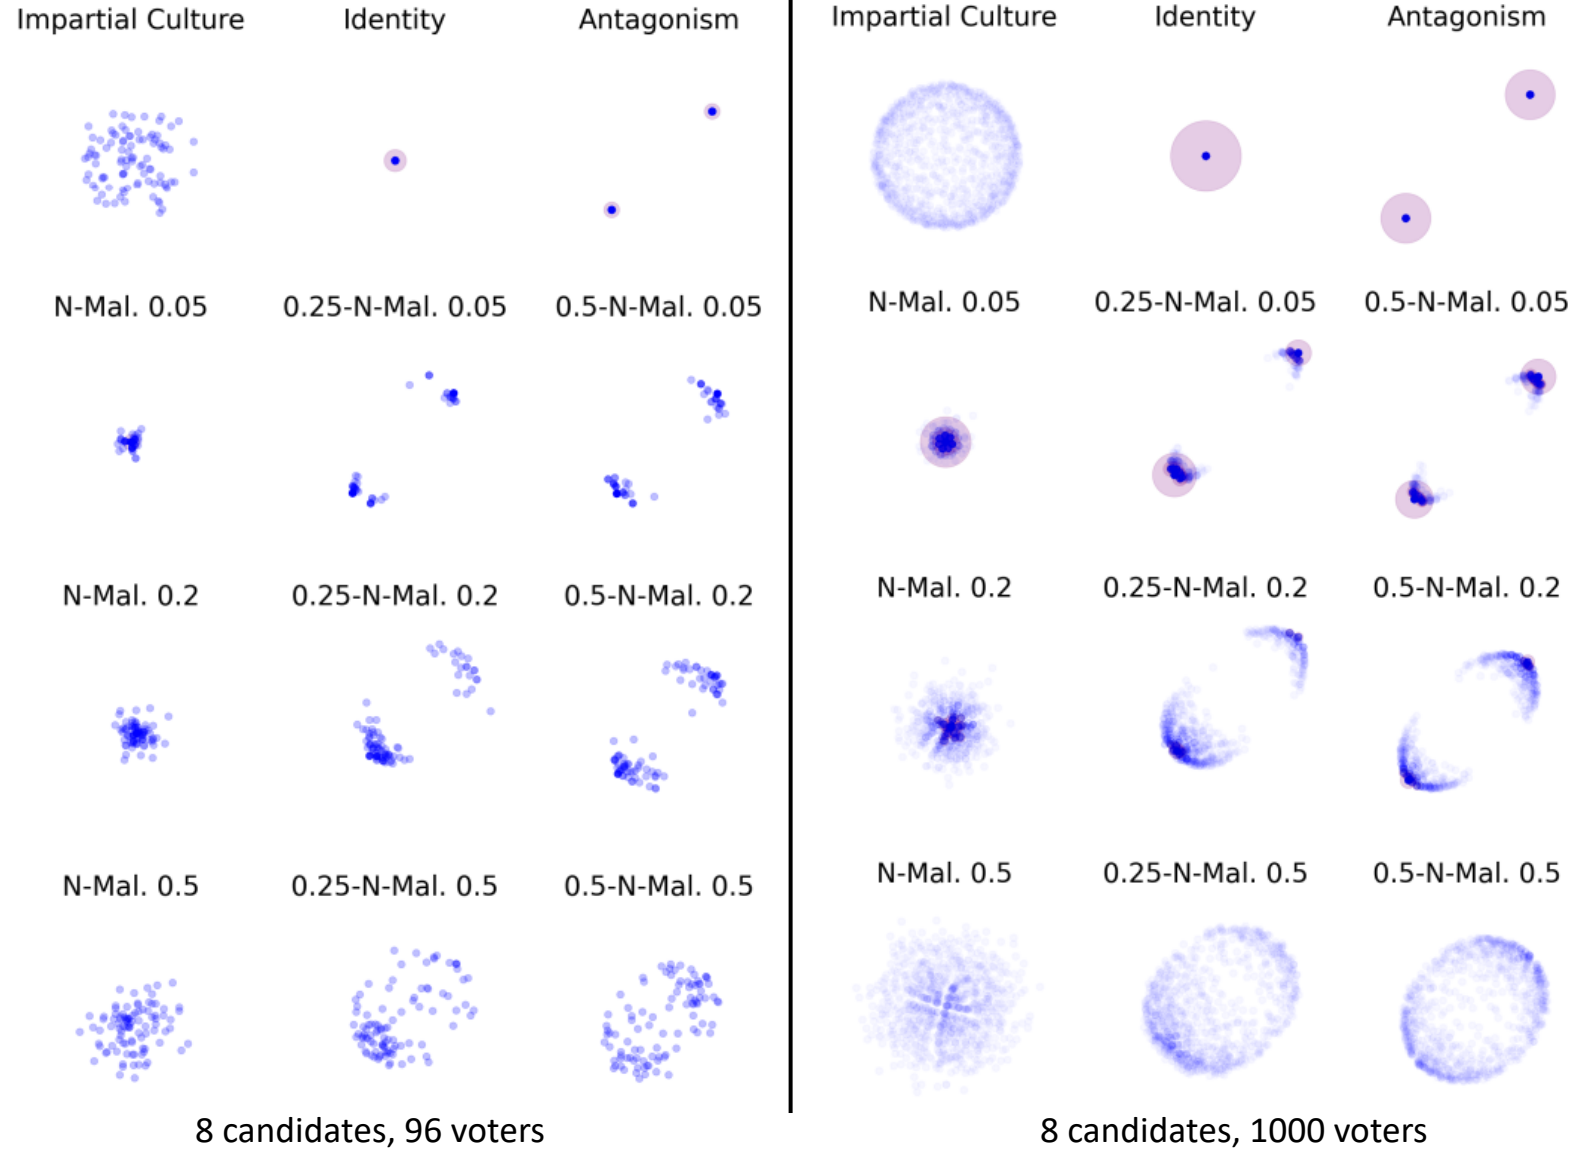 Impartial Culture Identity Antagonism
N-Mal. 0.05 0.25-N-Mal. 0.05 0.5-N-Mal. 0.05
N-Mal. 0.2 0.25-N-Mal. 0.2 0.5-N-Mal. 0.2
N-Mal. 0.5 0.25-N-Mal. 0.5 0.5-N-Mal. 0.5
8 candidates, 96 voters
Impartial Culture Identity Antagonism
N-Mal. 0.05 0.25-N-Mal. 0.05 0.5-N-Mal. 0.05
N-Mal. 0.2 0.25-N-Mal. 0.2 0.5-N-Mal. 0.2
N-Mal. 0.5 0.25-N-Mal. 0.5 0.5-N-Mal. 0.5
8 candidates, 1000 voters